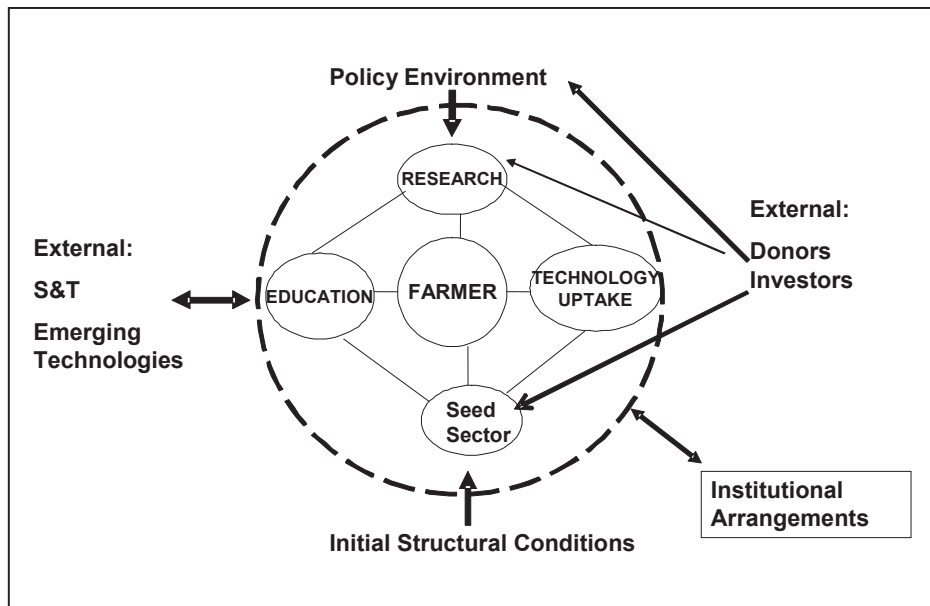 Policy Environment
RESEARCH
External:
S&T
Emerging
Technologies
EDUCATION
FARMER
TECHNOLOGY
UPTAKE
External:
Donors
Investors
Seed
Sector
Institutional
Arrangements
Initial Structural Conditions